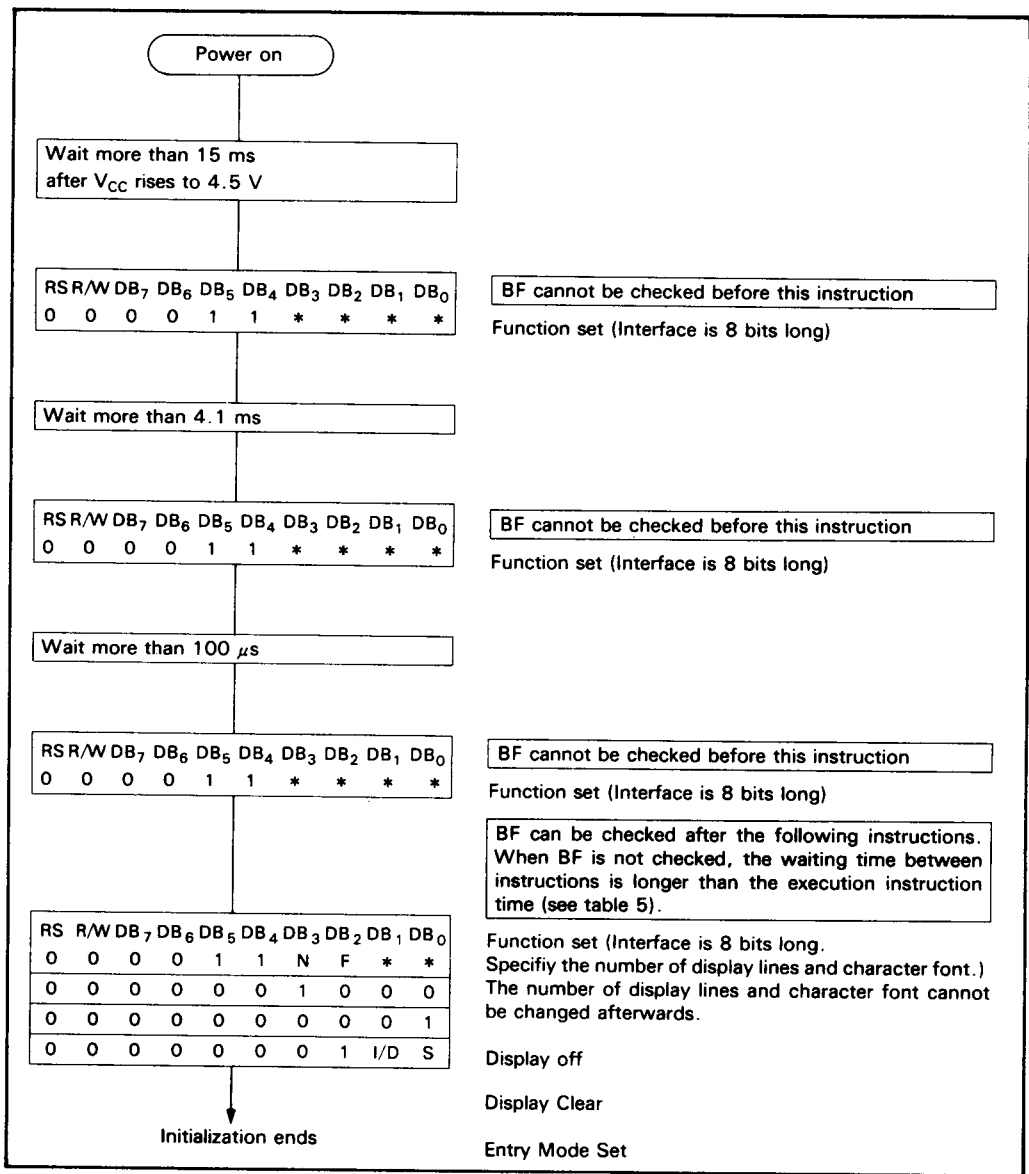 Power on
Wait more than 15 ms
after V_CC rises to 4.5 V
RS R/W DB₇ DB₆ DB₅ DB₄ DB₃ DB₂ DB₁ DB₀
0 0 0 0 1 1 * * * *
BF cannot be checked before this instruction
Function set (Interface is 8 bits long)
Wait more than 4.1 ms
RS R/W DB₇ DB₆ DB₅ DB₄ DB₃ DB₂ DB₁ DB₀
0 0 0 0 1 1 * * * *
BF cannot be checked before this instruction
Function set (Interface is 8 bits long)
Wait more than 100 μs
RS R/W DB₇ DB₆ DB₅ DB₄ DB₃ DB₂ DB₁ DB₀
0 0 0 0 1 1 * * * *
BF cannot be checked before this instruction
Function set (Interface is 8 bits long)
BF can be checked after the following instructions.
When BF is not checked, the waiting time between
instructions is longer than the execution instruction
time (see table 5).
RS R/W DB₇ DB₆ DB₅ DB₄ DB₃ DB₂ DB₁ DB₀
0 0 0 0 1 1 N F * *
0 0 0 0 0 0 1 0 0 0
0 0 0 0 0 0 0 0 0 1
0 0 0 0 0 0 0 1 I/D S
Function set (Interface is 8 bits long.
Specifiy the number of display lines and character font.)
The number of display lines and character font cannot
be changed afterwards.
Display off
Display Clear
Entry Mode Set
Initialization ends